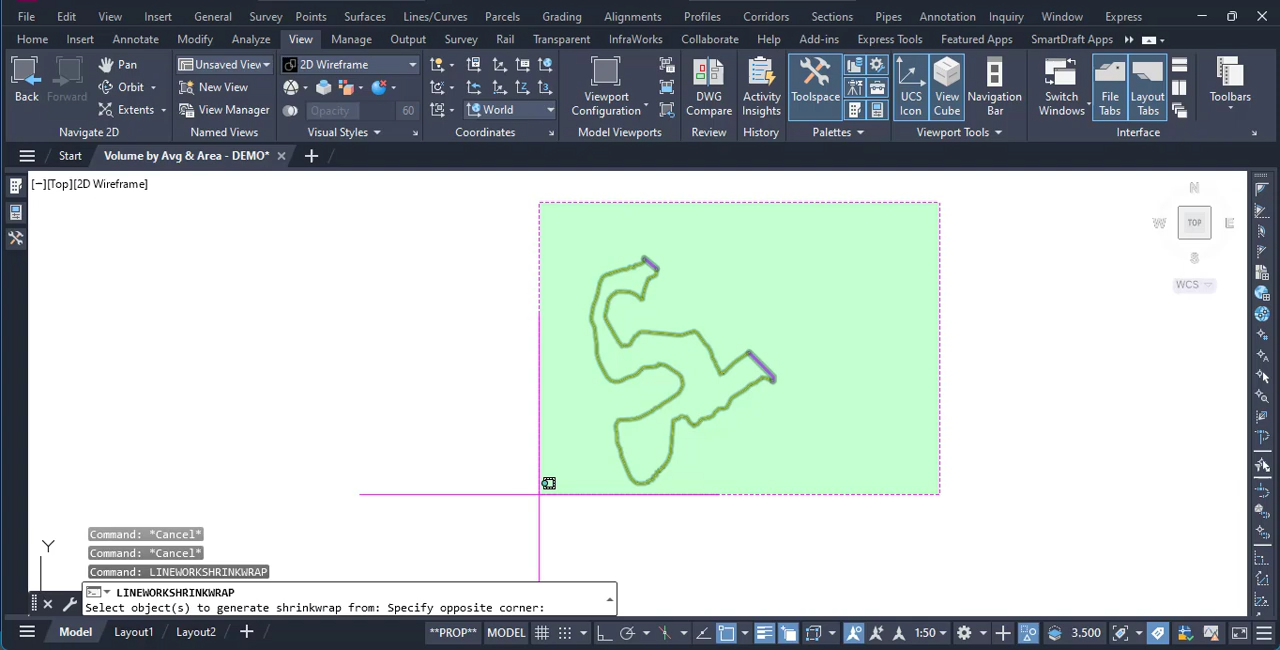 File Edit View Insert General Survey Points Surfaces Lines/Curves Parcels Grading Alignments Profiles Corridors Sections Pipes Annotation Inquiry Window Express
Home Insert Annotate Modify Analyze View Manage Output Survey Rail Transparent InfraWorks Collaborate Help Add-ins Express Tools Featured Apps SmartDraft Apps
Back Forward Pan Orbit Extents
Navigate 2D
Unsaved View New View View Manager
Named Views
2D Wireframe Opacity 60
Visual Styles
World
Coordinates
Viewport Configuration
Model Viewports
DWG Compare
Review
Activity Insights
History
Toolspace
Palettes
UCS Icon View Cube Navigation Bar
Viewport Tools
Switch Windows File Tabs Layout Tabs
Interface
Toolbars
Start Volume by Avg & Area - DEMO*
[−][Top][2D Wireframe]
N
W TOP E
S
WCS
Command: *Cancel*
Command: *Cancel*
Command: LINEWORKSHRINKWRAP
Y
LINEWORKSHRINKWRAP
Select object(s) to generate shrinkwrap from: Specify opposite corner:
Model Layout1 Layout2 **PROP** MODEL 1:50 3.500